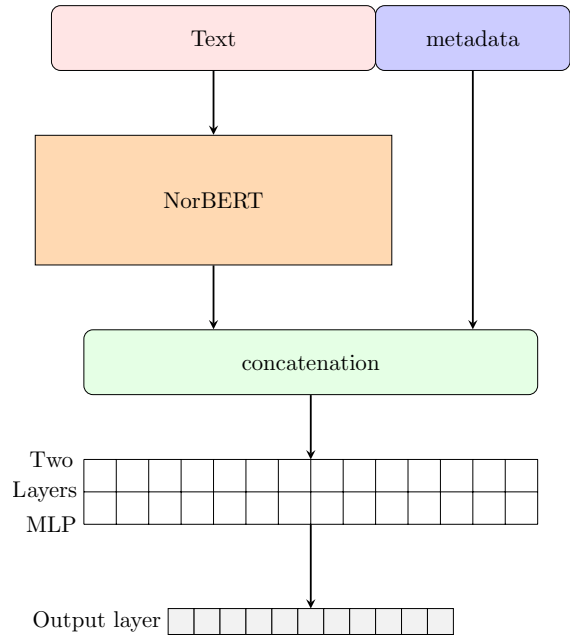 Text
metadata
NorBERT
concatenation
Two
Layers
MLP
Output layer